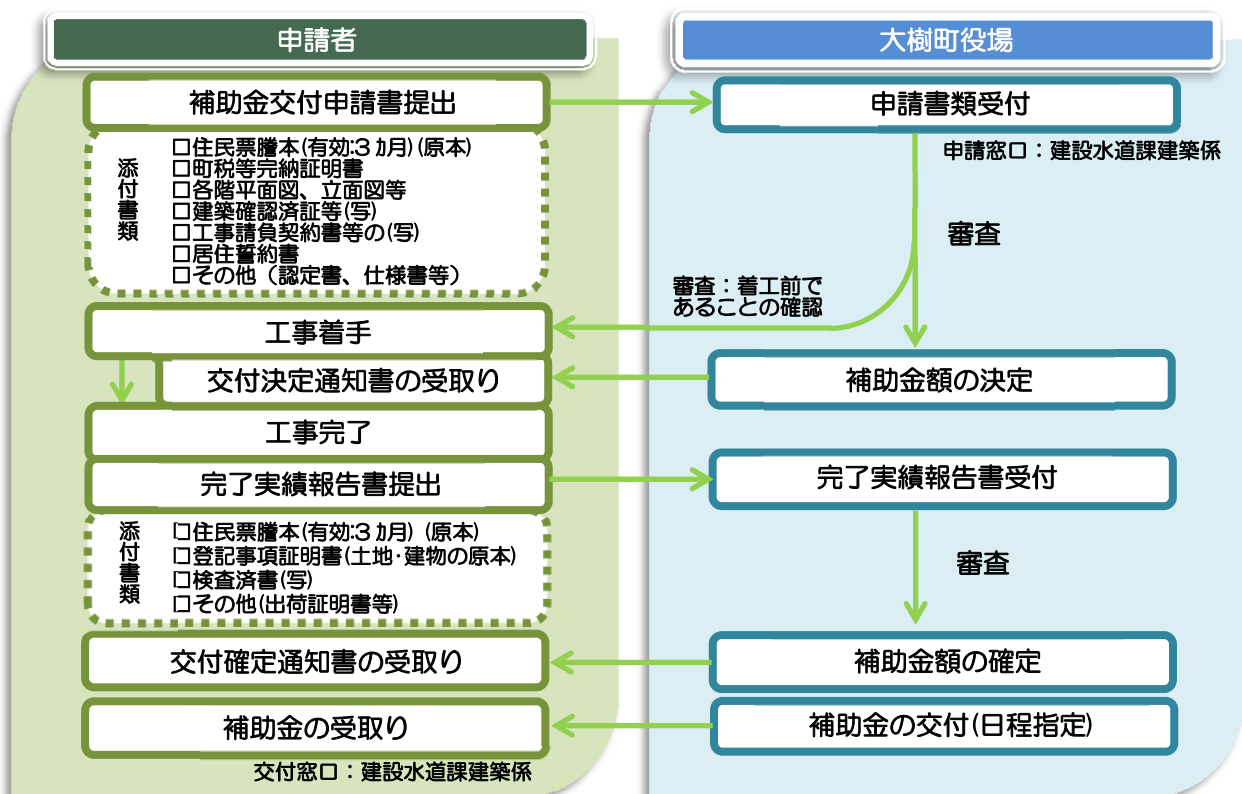 申請者
大樹町役場
補助金交付申請書提出
申請書類受付
申請窓口：建設水道課建築係
添付書類
□住民票謄本(有効:3カ月)(原本)
□町税等完納証明書
□各階平面図、立面図等
□建築確認済証等(写)
□工事請負契約書等の(写)
□居住誓約書
□その他（認定書、仕様書等）
審査
審査：着工前で
あることの確認
工事着手
交付決定通知書の受取り
補助金額の決定
工事完了
完了実績報告書提出
完了実績報告書受付
添付書類
□住民票謄本(有効:3カ月) (原本)
□登記事項証明書(土地・建物の原本)
□検査済書(写)
□その他(出荷証明書等)
審査
交付確定通知書の受取り
補助金額の確定
補助金の受取り
補助金の交付(日程指定)
交付窓口：建設水道課建築係